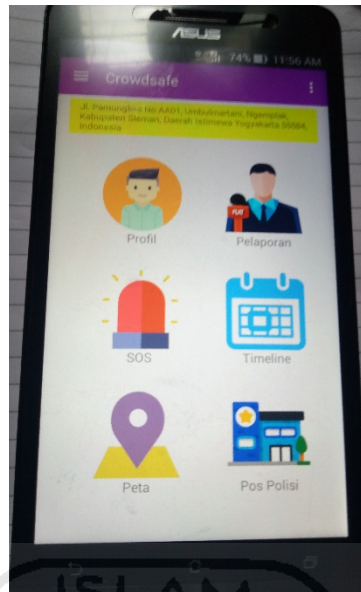 ASUS
74% 11:56 AM
Crowdsafe
Jl. Pamungkas No.AA01, Umbulmartani, Ngemplak,
Kabupaten Sleman, Daerah Istimewa Yogyakarta 55584,
Indonesia
Profil
Pelaporan
SOS
Timeline
Peta
Pos Polisi
ISLAM